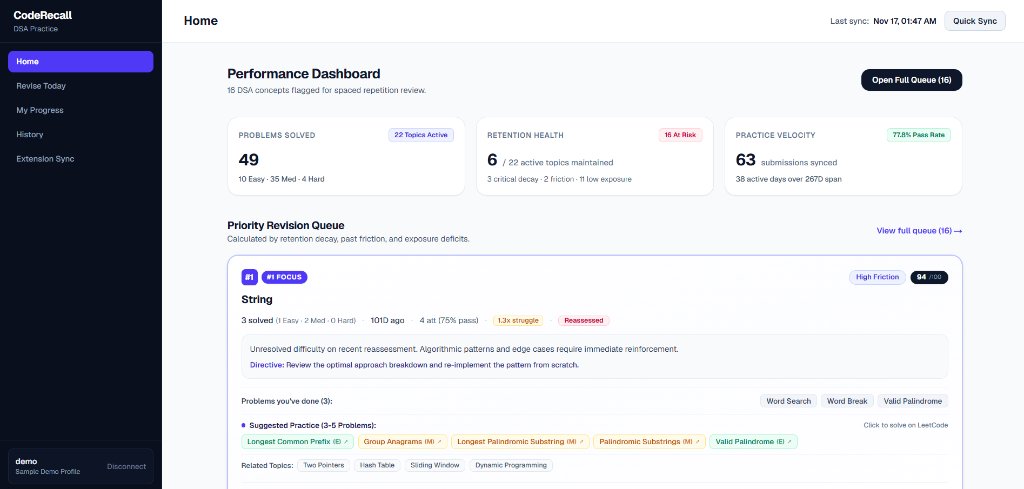 CodeRecall
DSA Practice
Home
Revise Today
My Progress
History
Extension Sync
demo
Sample Demo Profile
Disconnect
Home
Last sync: Nov 17, 01:47 AM
Quick Sync
Performance Dashboard
16 DSA concepts flagged for spaced repetition review.
Open Full Queue (16)
PROBLEMS SOLVED
22 Topics Active
49
10 Easy · 35 Med · 4 Hard
RETENTION HEALTH
16 At Risk
6 / 22 active topics maintained
3 critical decay · 2 friction · 11 low exposure
PRACTICE VELOCITY
77.8% Pass Rate
63 submissions synced
38 active days over 267D span
Priority Revision Queue
Calculated by retention decay, past friction, and exposure deficits.
View full queue (16) →
#1 #1 FOCUS
High Friction
94 /100
String
3 solved (1 Easy · 2 Med · 0 Hard) · 101D ago · 4 att (75% pass) · 1.3x struggle · Reassessed
Unresolved difficulty on recent reassessment. Algorithmic patterns and edge cases require immediate reinforcement.
Directive: Review the optimal approach breakdown and re-implement the pattern from scratch.
Problems you've done (3):
Word Search Word Break Valid Palindrome
• Suggested Practice (3-5 Problems):
Click to solve on LeetCode
Longest Common Prefix (E) ↗ Group Anagrams (M) ↗ Longest Palindromic Substring (M) ↗ Palindromic Substrings (M) ↗ Valid Palindrome (E) ↗
Related Topics: Two Pointers Hash Table Sliding Window Dynamic Programming